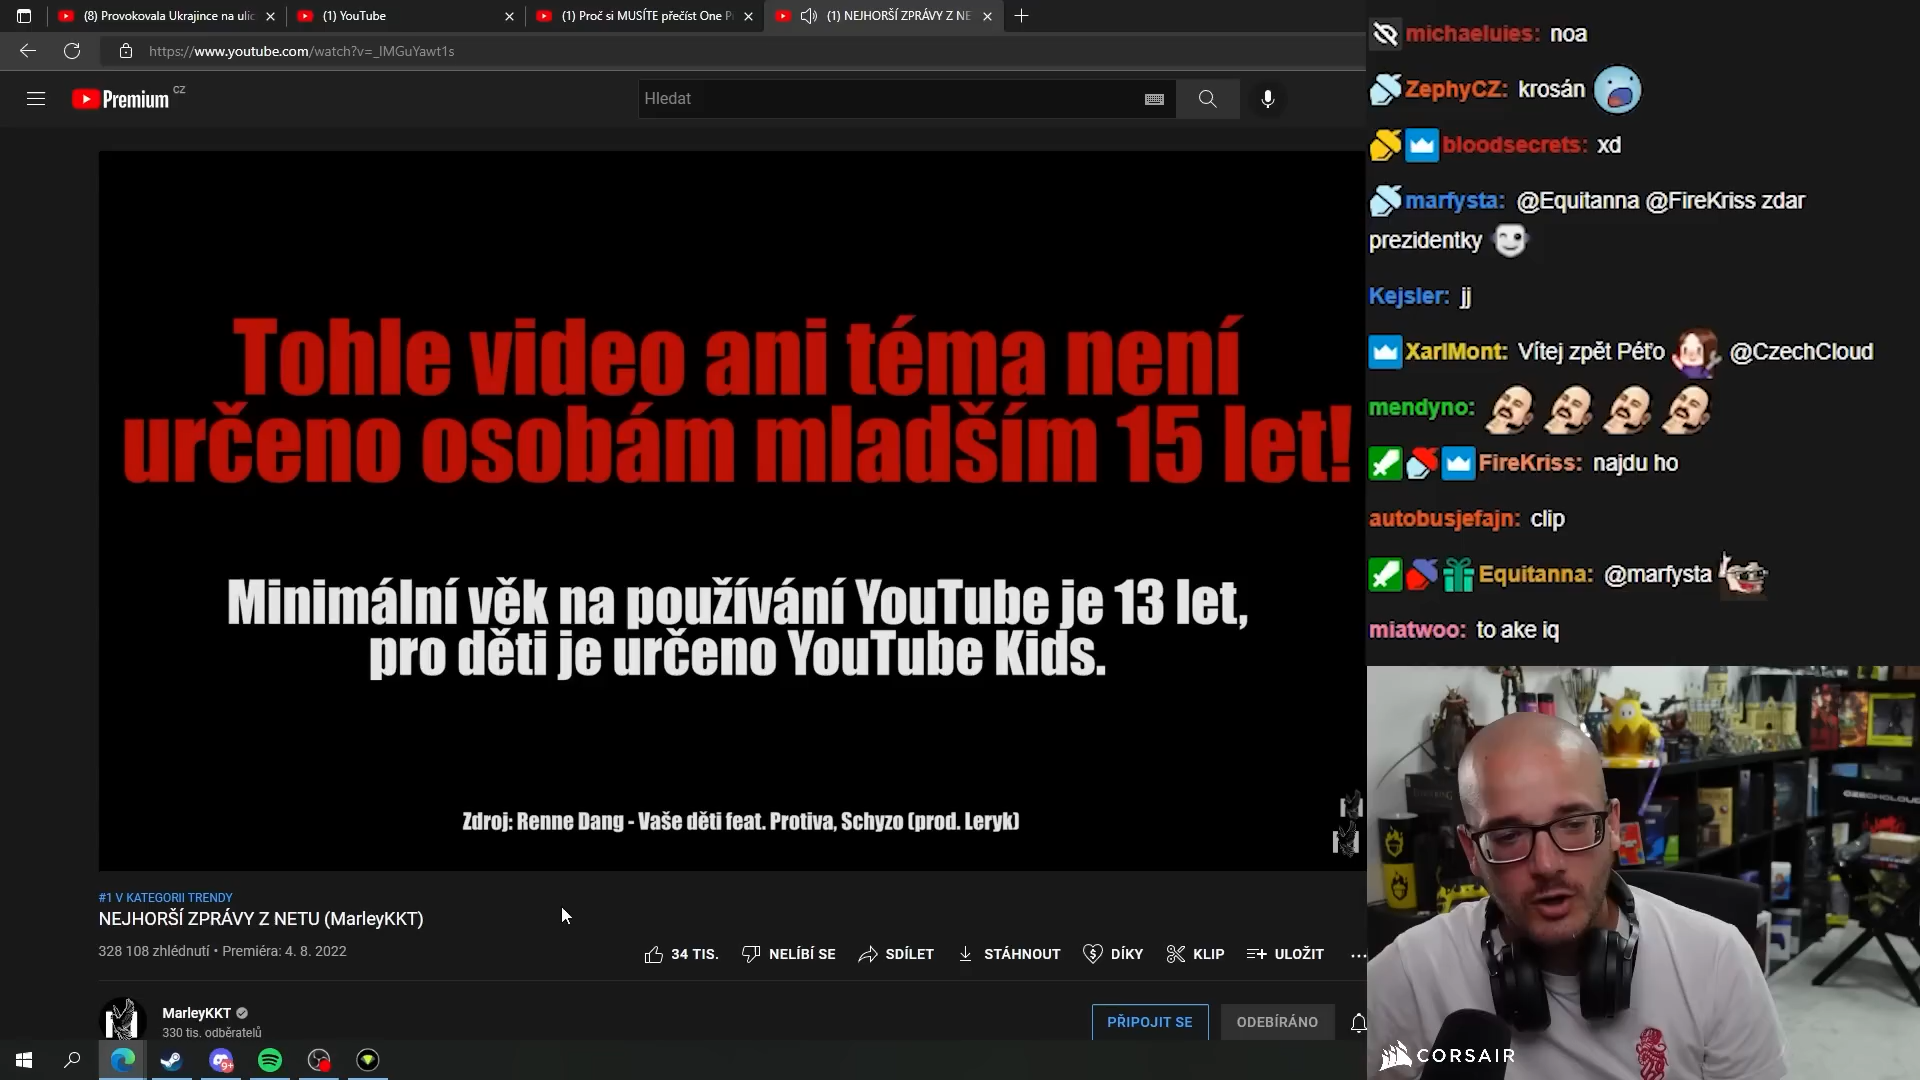 (8) Provokovala Ukrajince na ulic
(1) YouTube
(1) Proč si MUSÍTE přečíst One P
(1) NEJHORŠÍ ZPRÁVY Z NE
https://www.youtube.com/watch?v=_IMGuYawt1s
Premium CZ
Hledat
Tohle video ani téma není
určeno osobám mladším 15 let!
Minimální věk na používání YouTube je 13 let,
pro děti je určeno YouTube Kids.
Zdroj: Renne Dang - Vaše děti feat. Protiva, Schyzo (prod. Leryk)
#1 V KATEGORII TRENDY
NEJHORŠÍ ZPRÁVY Z NETU (MarleyKKT)
328 108 zhlédnutí • Premiéra: 4. 8. 2022
34 TIS.
NELÍBÍ SE
SDÍLET
STÁHNOUT
DÍKY
KLIP
ULOŽIT
MarleyKKT
330 tis. odběratelů
PŘIPOJIT SE
ODEBÍRÁNO
michaeluies: noa
ZephyCZ: krosán
bloodsecrets: xd
marfysta: @Equitanna @FireKriss zdar
prezidentky
Kejsler: jj
XarlMont: Vítej zpět Péťo @CzechCloud
mendyno:
FireKriss: najdu ho
autobusjefajn: clip
Equitanna: @marfysta
miatwoo: to ake iq
CORSAIR